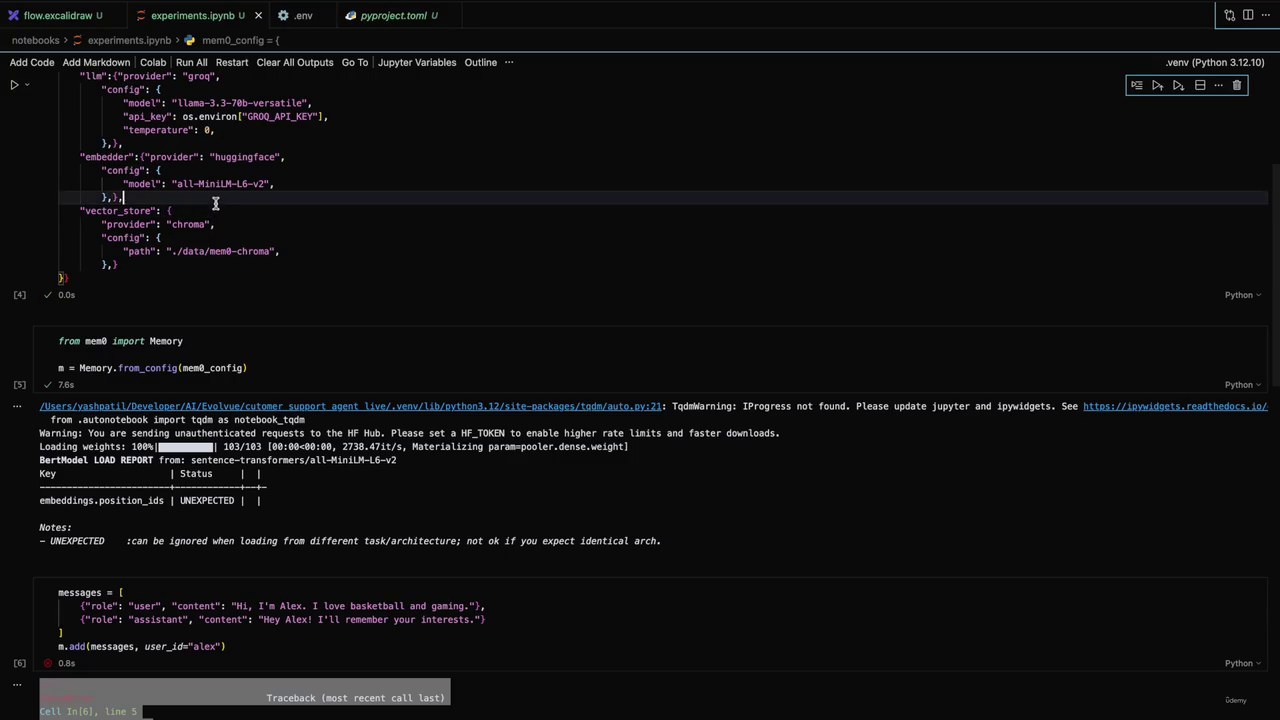 flow.excalidraw U
experiments.ipynb U
.env
pyproject.toml U
notebooks > experiments.ipynb > mem0_config = {
Add Code Add Markdown Colab Run All Restart Clear All Outputs Go To Jupyter Variables Outline ...
.venv (Python 3.12.10)
"llm":{"provider": "groq",
"config": {
"model": "llama-3.3-70b-versatile",
"api_key": os.environ["GROQ_API_KEY"],
"temperature": 0,
},},
"embedder":{"provider": "huggingface",
"config": {
"model": "all-MiniLM-L6-v2",
},},
"vector_store": {
"provider": "chroma",
"config": {
"path": "./data/mem0-chroma",
},}
}}
[4] 0.0s Python
from mem0 import Memory
m = Memory.from_config(mem0_config)
[5] 7.6s Python
/Users/yashpatil/Developer/AI/Evolvue/cutomer_support_agent_live/.venv/lib/python3.12/site-packages/tqdm/auto.py:21: TqdmWarning: IProgress not found. Please update jupyter and ipywidgets. See https://ipywidgets.readthedocs.io/
from .autonotebook import tqdm as notebook_tqdm
Warning: You are sending unauthenticated requests to the HF Hub. Please set a HF_TOKEN to enable higher rate limits and faster downloads.
Loading weights: 100%| | 103/103 [00:00<00:00, 2738.47it/s, Materializing param=pooler.dense.weight]
BertModel LOAD REPORT from: sentence-transformers/all-MiniLM-L6-v2
Key | Status | |
------------------------+------------+--+-
embeddings.position_ids | UNEXPECTED | |
Notes:
- UNEXPECTED :can be ignored when loading from different task/architecture; not ok if you expect identical arch.
messages = [
{"role": "user", "content": "Hi, I'm Alex. I love basketball and gaming."},
{"role": "assistant", "content": "Hey Alex! I'll remember your interests."}
]
m.add(messages, user_id="alex")
[6] 0.8s Python
Traceback (most recent call last)
Cell In[6], line 5
Udemy